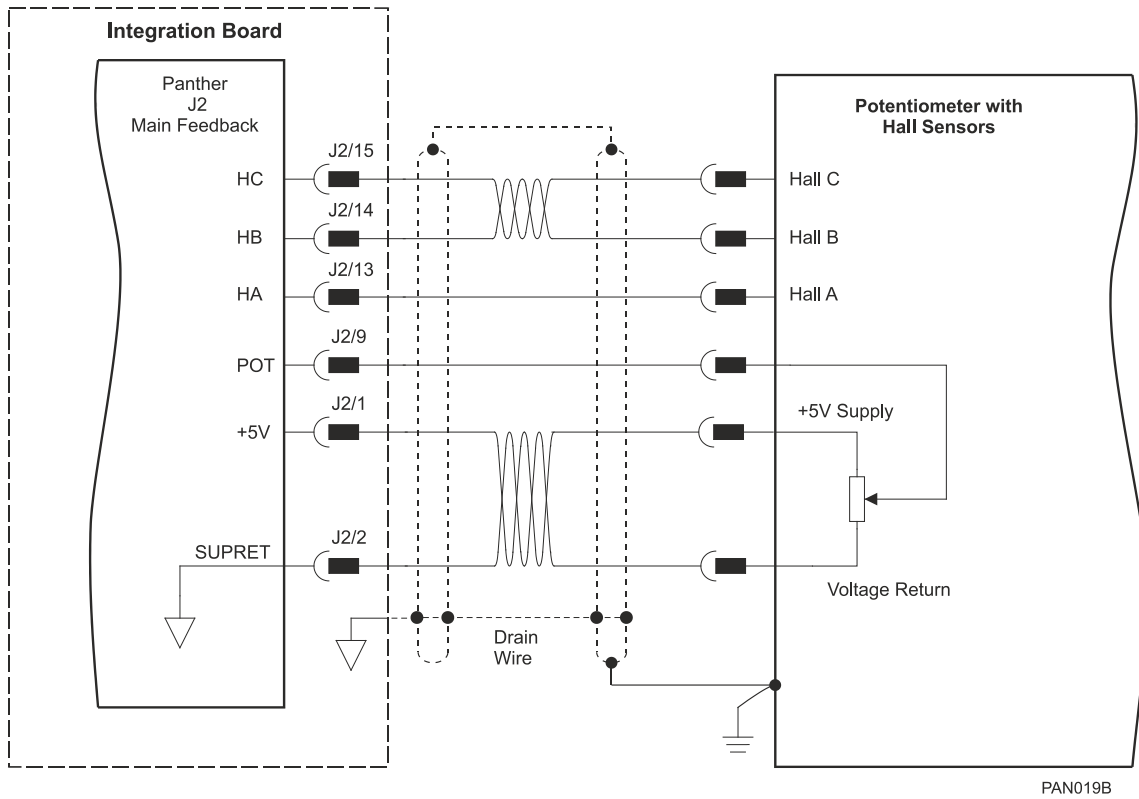 Integration Board
Panther
J2
Main Feedback
Potentiometer with
Hall Sensors
HC
J2/15
Hall C
HB
J2/14
Hall B
HA
J2/13
Hall A
POT
J2/9
+5V
J2/1
+5V Supply
SUPRET
J2/2
Voltage Return
Drain
Wire
PAN019B